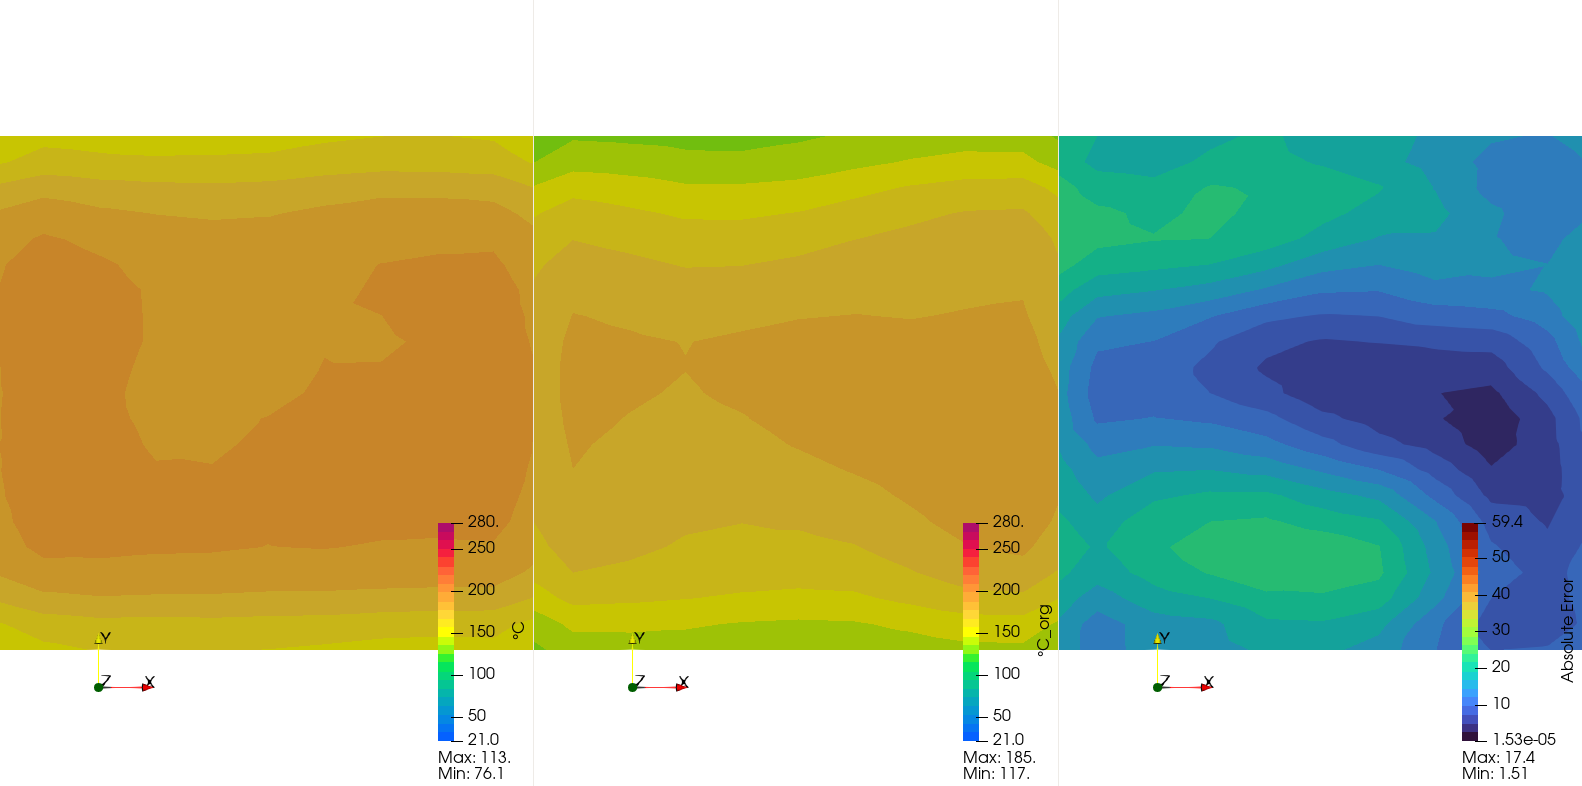 280.
250
200
150
100
50
21.0
°C
Max: 113.
Min: 76.1
Y
Z
X
280.
250
200
150
100
50
21.0
°C_org
Max: 185.
Min: 117.
Y
Z
X
59.4
50
40
30
20
10
1.53e-05
Absolute Error
Max: 17.4
Min: 1.51
Y
Z
X